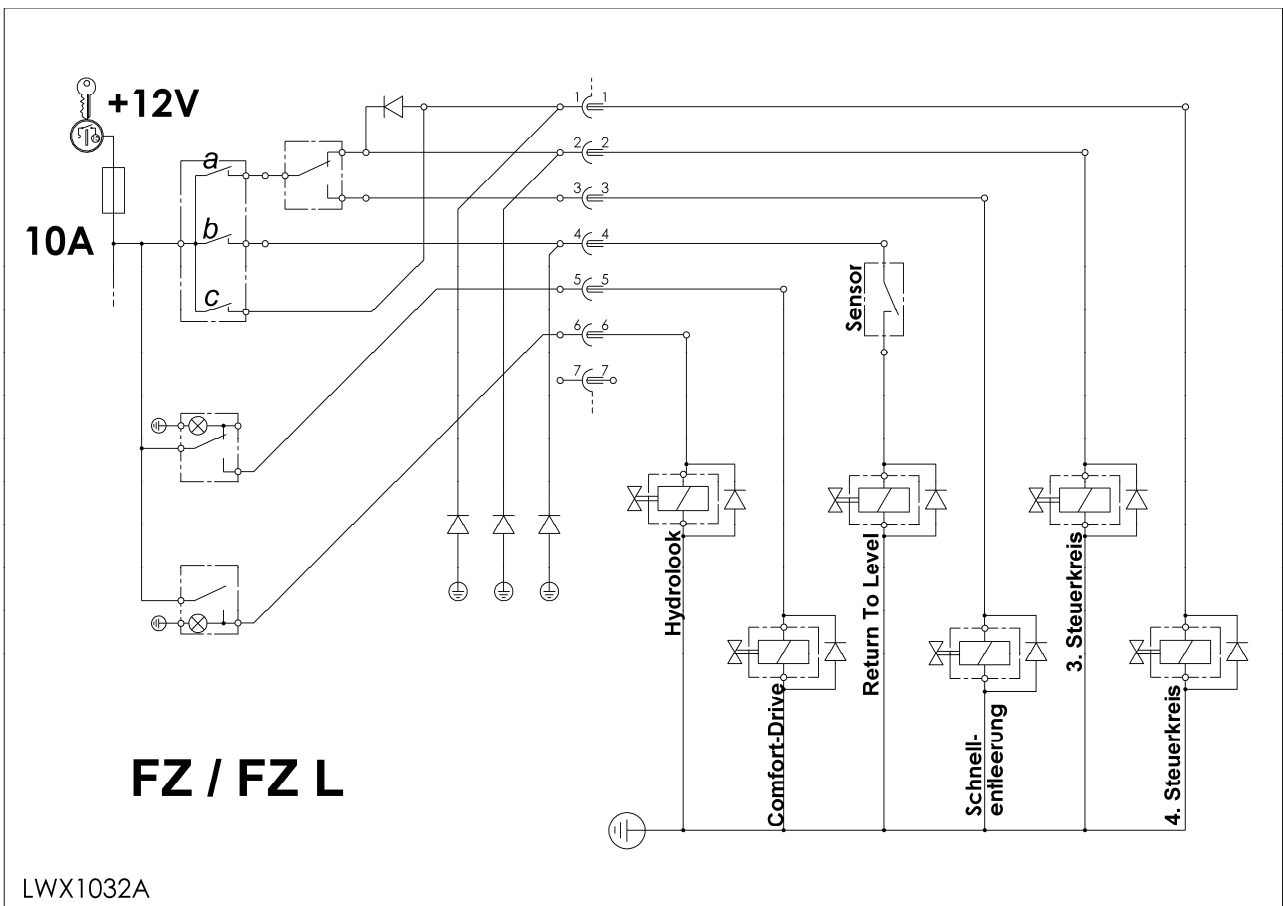 +12V
10A
a
b
c
1 1
2 2
3 3
4 4
5 5
6 6
7 7
Sensor
Hydrolook
Comfort-Drive
Return To Level
Schnell-
entleerung
3. Steuerkreis
4. Steuerkreis
FZ / FZ L
LWX1032A